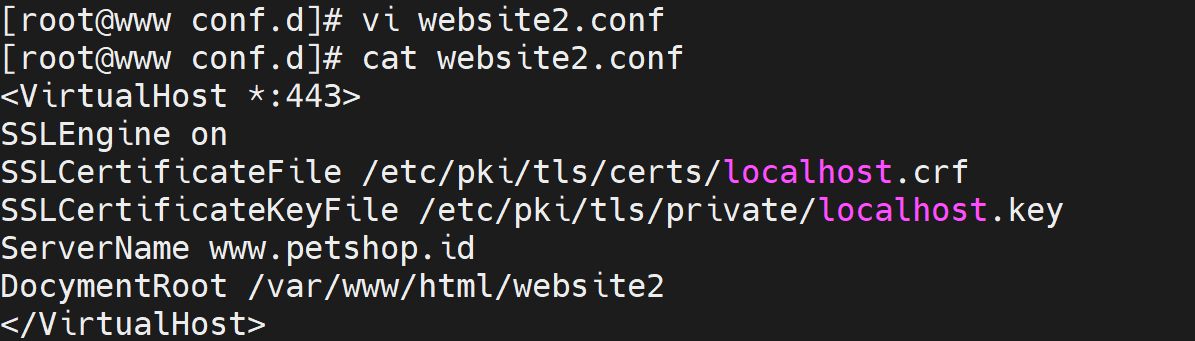 [root@www conf.d]# vi website2.conf
[root@www conf.d]# cat website2.conf
<VirtualHost *:443>
SSLEngine on
SSLCertificateFile /etc/pki/tls/certs/localhost.crf
SSLCertificateKeyFile /etc/pki/tls/private/localhost.key
ServerName www.petshop.id
DocymentRoot /var/www/html/website2
</VirtualHost>